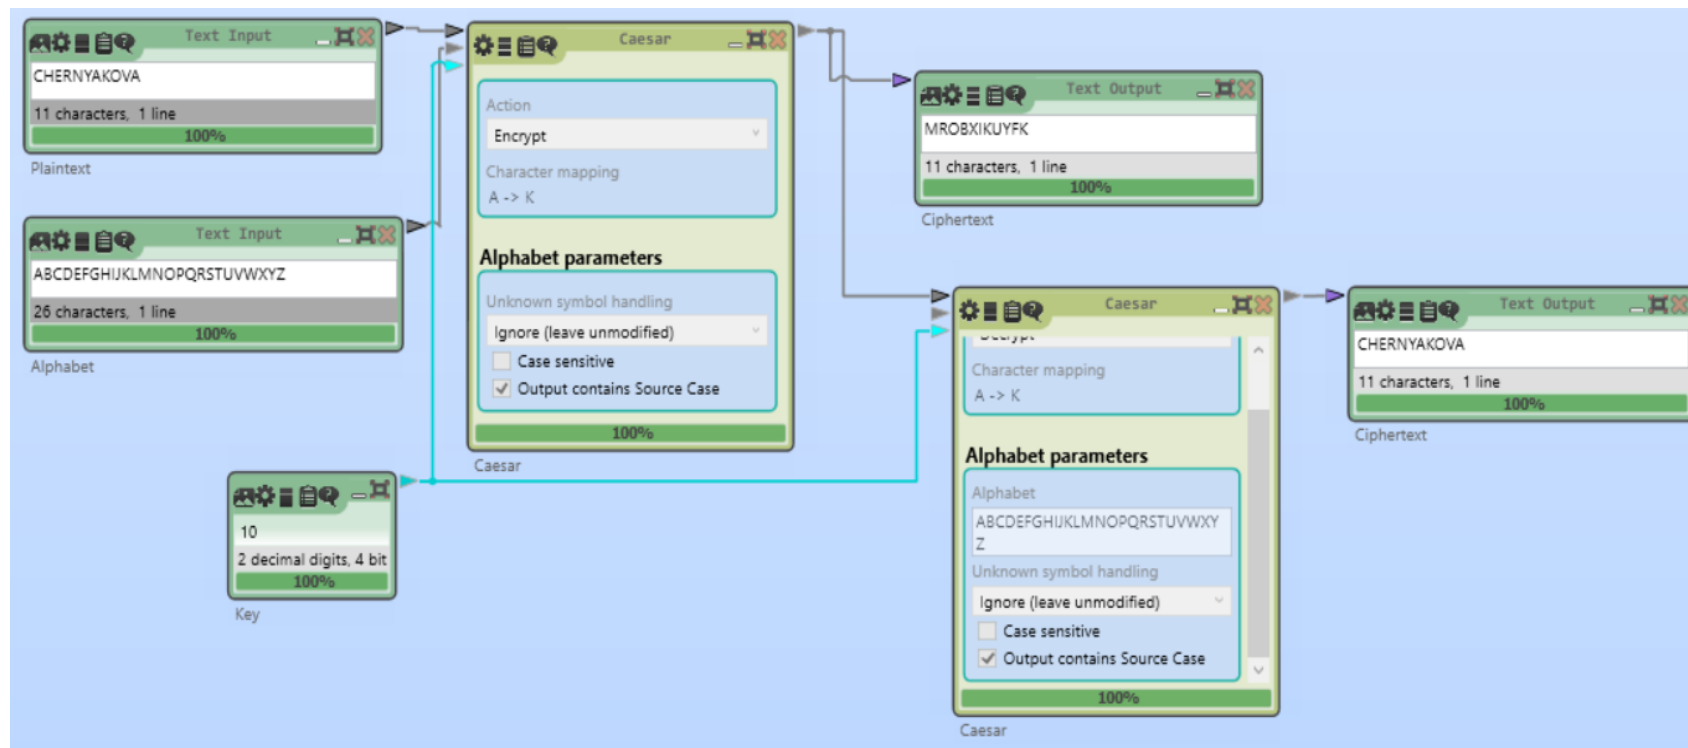 Text Input
CHERNYAKOVA
11 characters, 1 line
100%
Plaintext
Text Input
ABCDEFGHIJKLMNOPQRSTUVWXYZ
26 characters, 1 line
100%
Alphabet
10
2 decimal digits, 4 bit
100%
Key
Caesar
Action
Encrypt
Character mapping
A -> K
Alphabet parameters
Unknown symbol handling
Ignore (leave unmodified)
Case sensitive
Output contains Source Case
100%
Caesar
Text Output
MROBXIKUYFK
11 characters, 1 line
100%
Ciphertext
Caesar
Decrypt
Character mapping
A -> K
Alphabet parameters
Alphabet
ABCDEFGHIJKLMNOPQRSTUVWXY
Z
Unknown symbol handling
Ignore (leave unmodified)
Case sensitive
Output contains Source Case
100%
Caesar
Text Output
CHERNYAKOVA
11 characters, 1 line
100%
Ciphertext